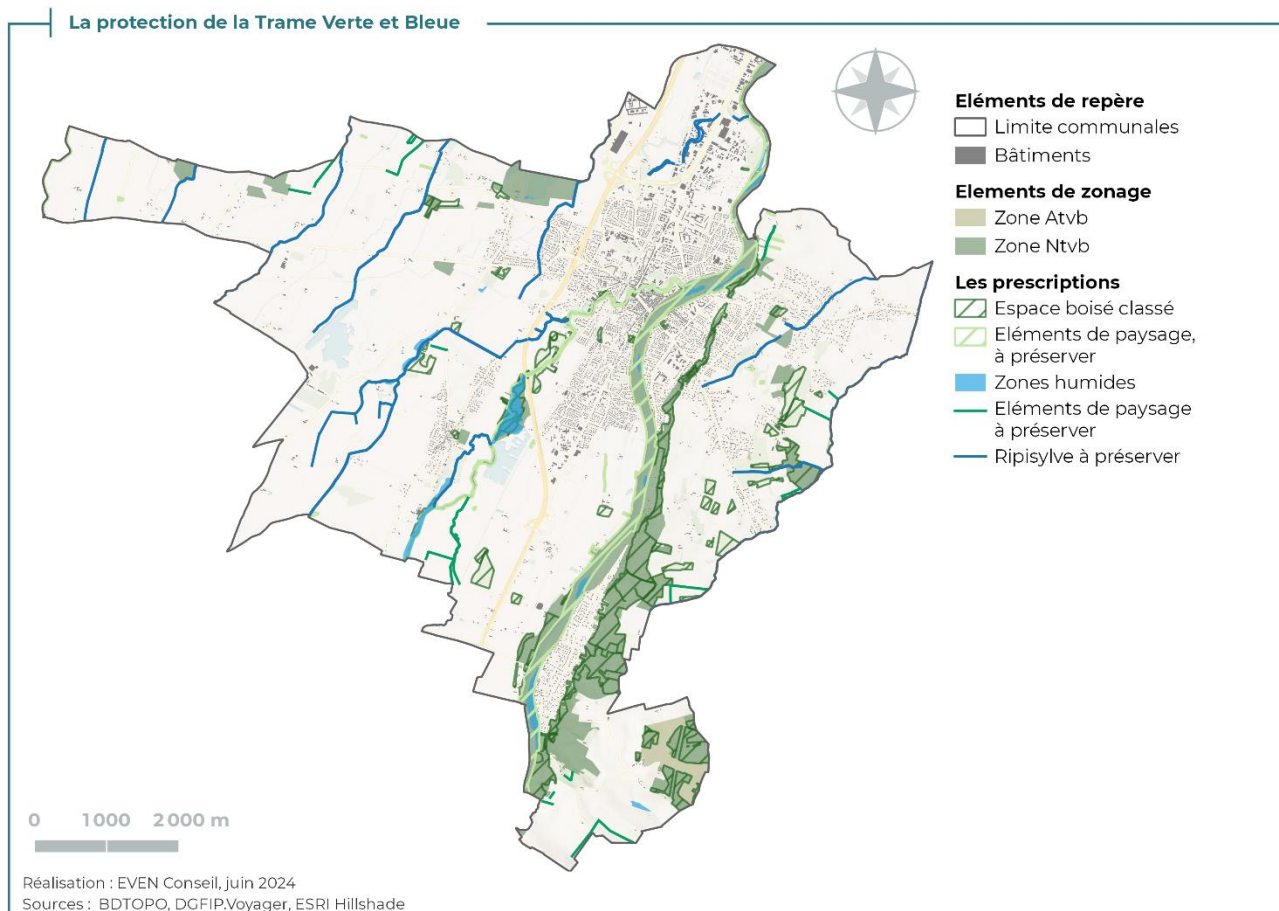 La protection de la Trame Verte et Bleue
Eléments de repère
Limite communales
Bâtiments
Elements de zonage
Zone Atvb
Zone Ntvb
Les prescriptions
Espace boisé classé
Eléments de paysage,
à préserver
Zones humides
Eléments de paysage
à préserver
Ripisylve à préserver
0 1000 2000 m
Réalisation : EVEN Conseil, juin 2024
Sources : BDTOPO, DGFIP.Voyager, ESRI Hillshade